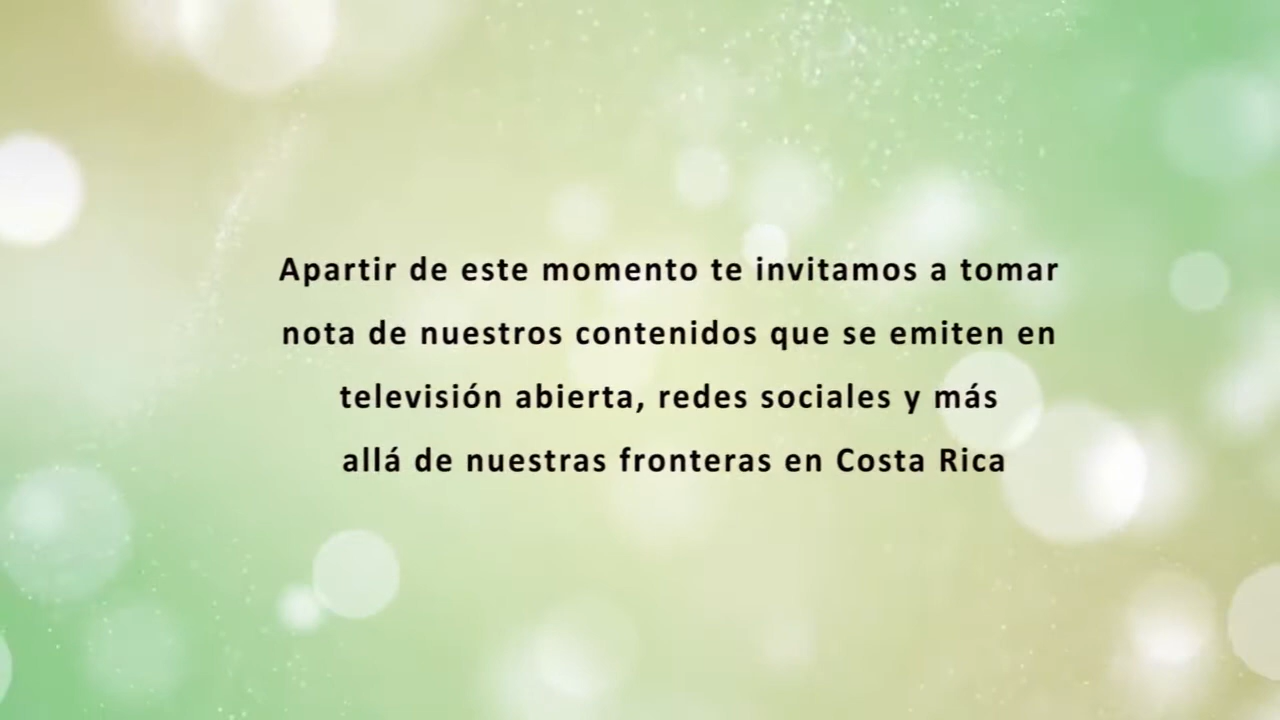 Apartir de este momento te invitamos a tomar
nota de nuestros contenidos que se emiten en
televisión abierta, redes sociales y más
allá de nuestras fronteras en Costa Rica